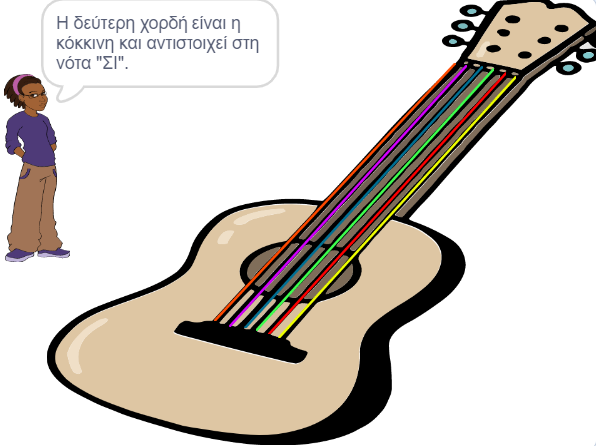 Η δεύτερη χορδή είναι η
κόκκινη και αντιστοιχεί στη
νότα "ΣΙ".